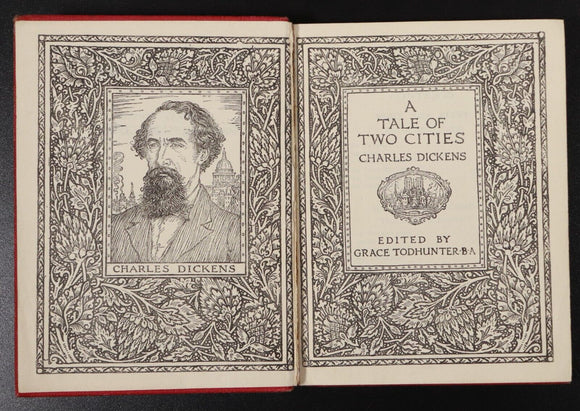 CHARLES DICKENS
A
TALE OF
TWO CITIES
CHARLES DICKENS
EDITED BY
GRACE TODHUNTER·B·A